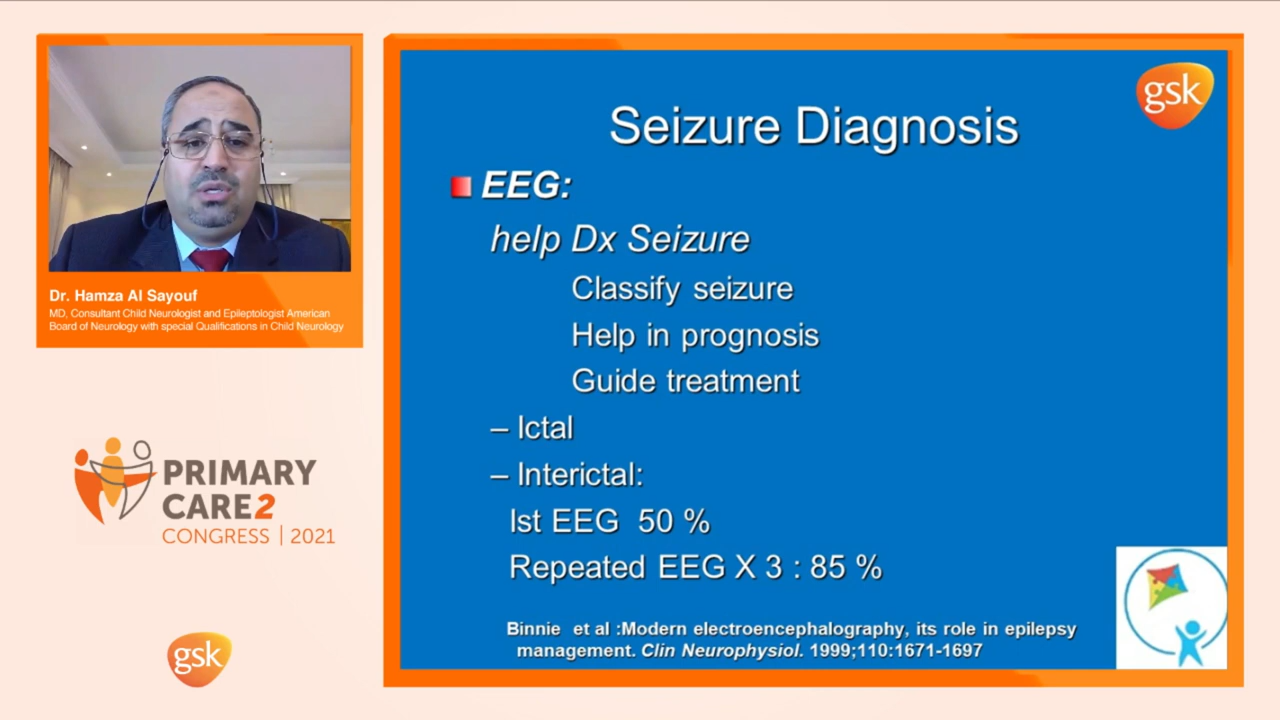 Dr. Hamza Al Sayouf
MD, Consultant Child Neurologist and Epileptologist American
Board of Neurology with special Qualifications in Child Neurology
PRIMARY
CARE2
CONGRESS | 2021
gsk
gsk
Seizure Diagnosis
EEG:
help Dx Seizure
Classify seizure
Help in prognosis
Guide treatment
– Ictal
– Interictal:
Ist EEG 50 %
Repeated EEG X 3 : 85 %
Binnie et al :Modern electroencephalography, its role in epilepsy
management. Clin Neurophysiol. 1999;110:1671-1697